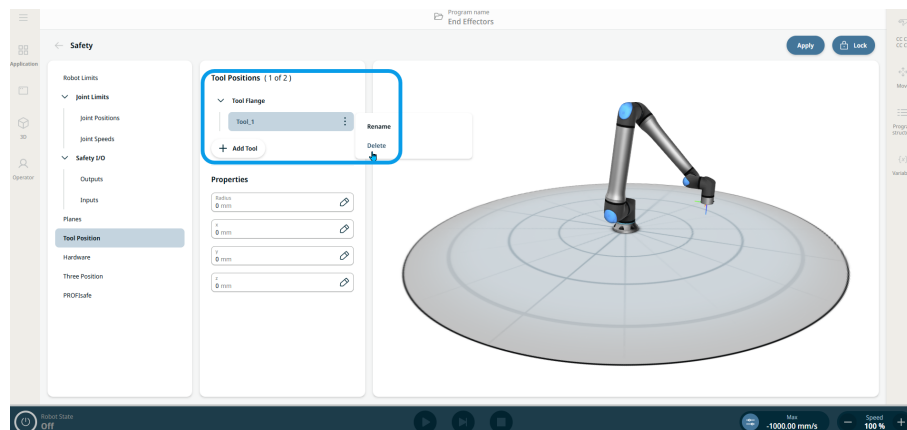 Program name
End Effectors
Safety
Apply
Lock
Application
3D
Operator
Robot Limits
Joint Limits
Joint Positions
Joint Speeds
Safety I/O
Outputs
Inputs
Planes
Tool Position
Hardware
Three Position
PROFIsafe
Tool Positions ( 1 of 2 )
Tool Flange
Tool_1
Add Tool
Rename
Delete
Properties
Radius
0 mm
X
0 mm
Y
0 mm
Z
0 mm
Robot State
Off
Max
-1000.00 mm/s
Speed
100 %